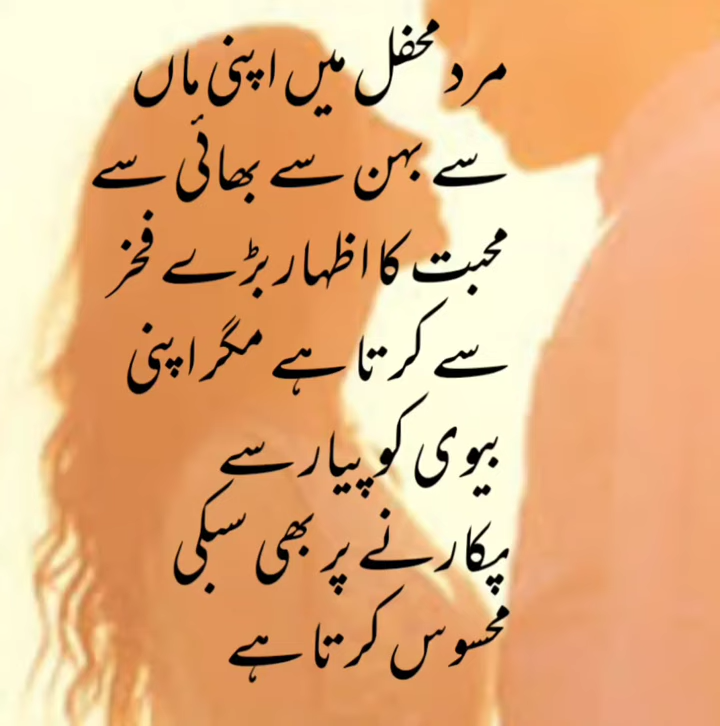 مرد محفل میں اپنی ماں
سے بہن سے بھائی سے
محبت کا اظہار بڑے فخز
سے کرتا ہے مگر اپنی
بیوی کو پیار سے
پکارنے پر بھی سبکی
محسوس کرتا ہے